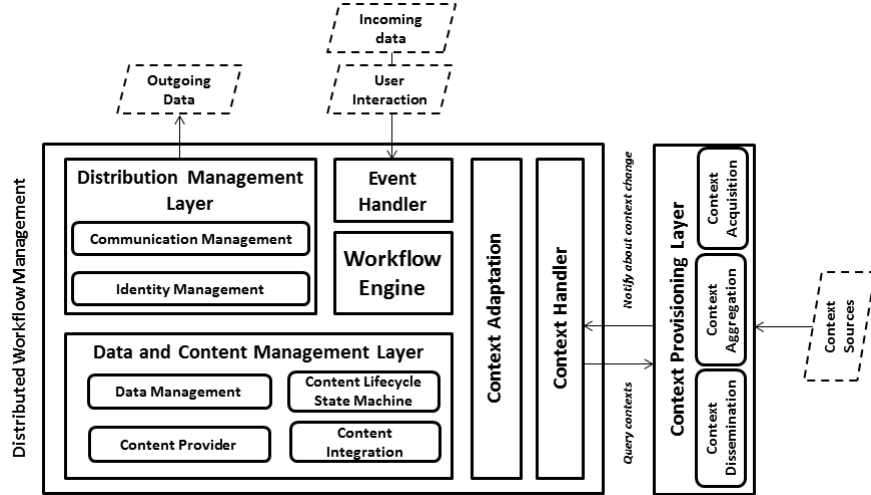 Incoming
data
Outgoing
Data
User
Interaction
Distributed Workflow Management
Distribution Management
Layer
Communication Management
Identity Management
Event
Handler
Workflow
Engine
Data and Content Management Layer
Data Management
Content Lifecycle
State Machine
Content Provider
Content
Integration
Context Adaptation
Context Handler
Notify about context change
Query contexts
Context Provisioning Layer
Context
Acquisition
Context
Aggregation
Context
Dissemination
Context
Sources